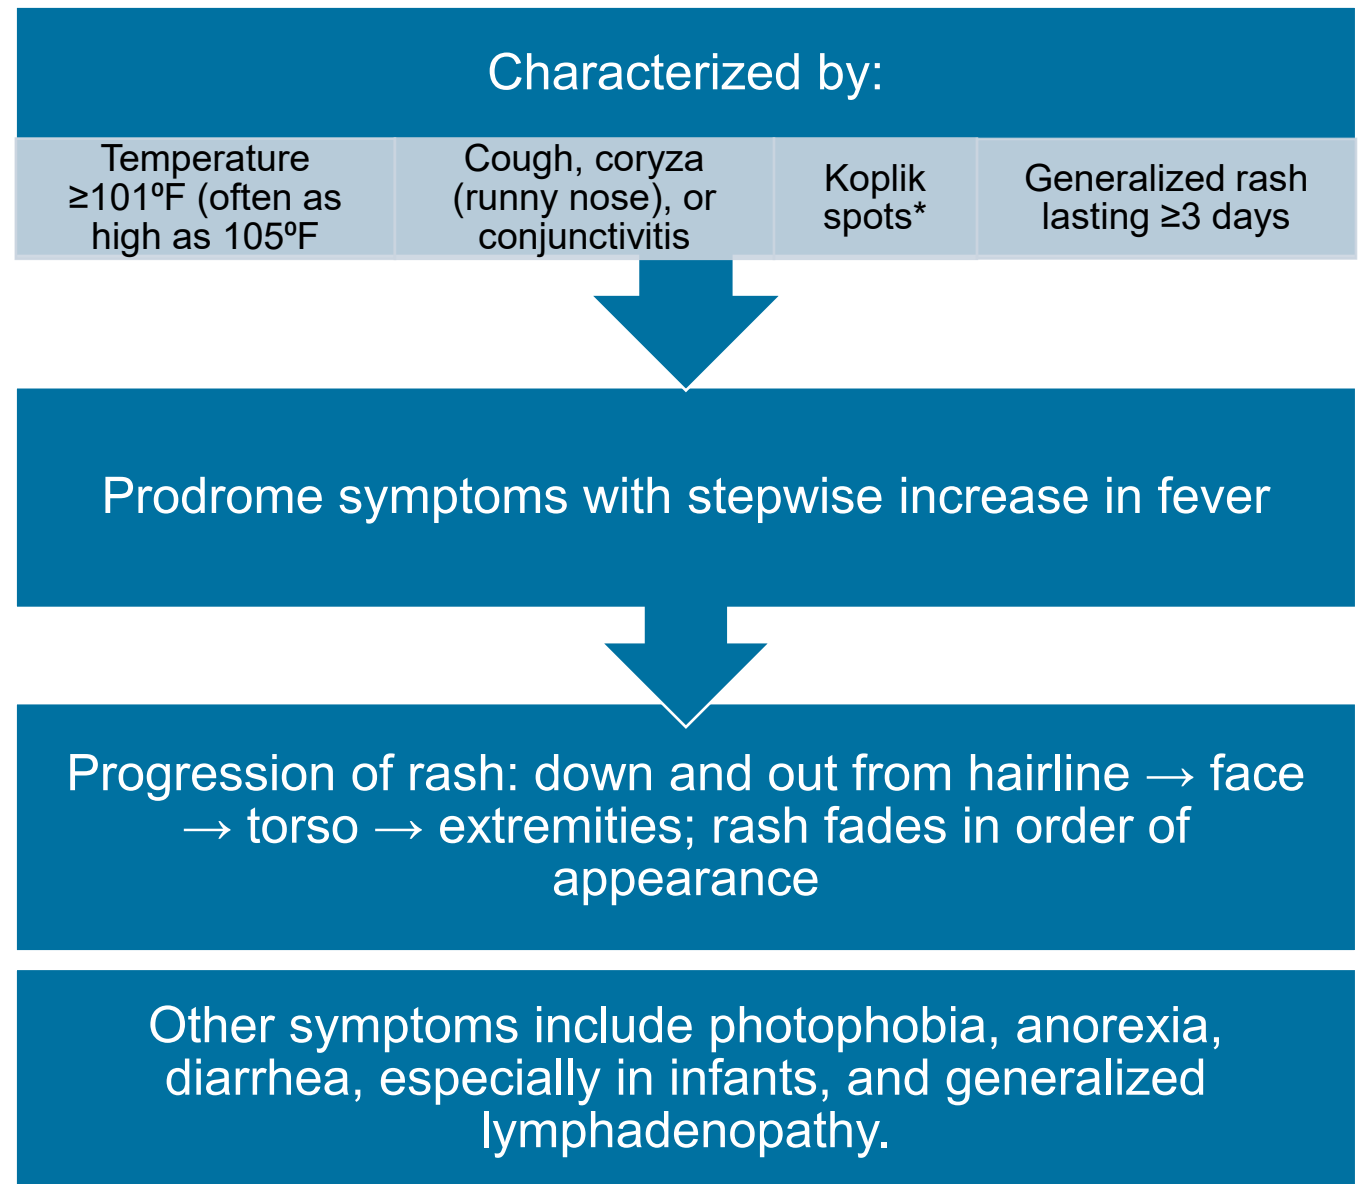 Characterized by:
Temperature
≥101ºF (often as
high as 105ºF
Cough, coryza
(runny nose), or
conjunctivitis
Koplik
spots*
Generalized rash
lasting ≥3 days
Prodrome symptoms with stepwise increase in fever
Progression of rash: down and out from hairline → face
→ torso → extremities; rash fades in order of
appearance
Other symptoms include photophobia, anorexia,
diarrhea, especially in infants, and generalized
lymphadenopathy.